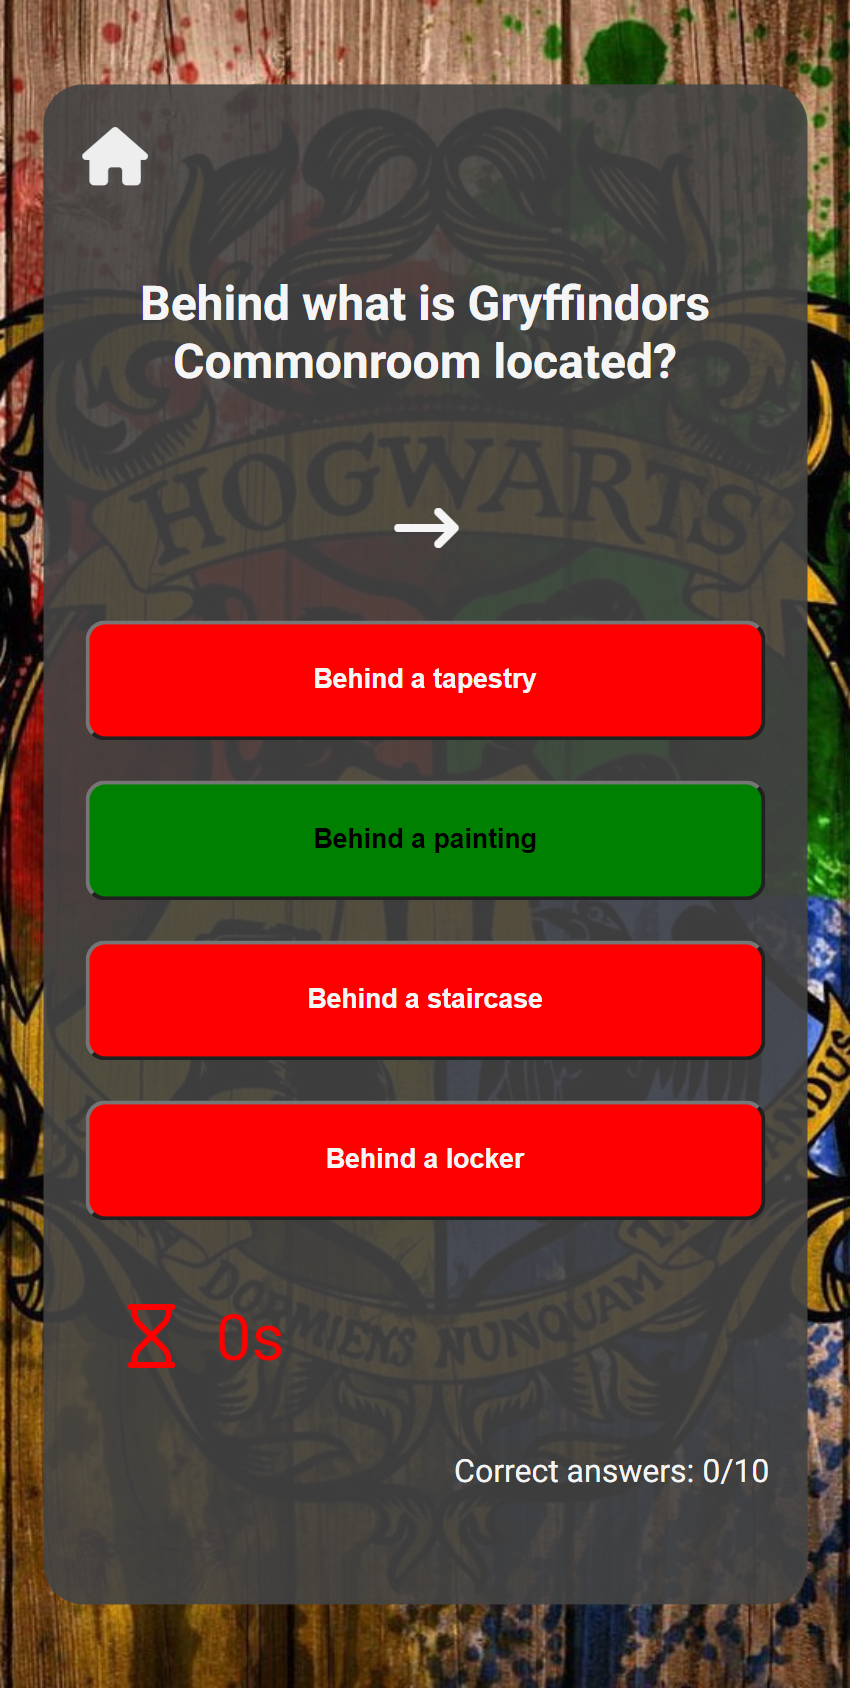 Behind what is Gryffindors
Commonroom located?
HOGWARTS
Behind a tapestry
Behind a painting
Behind a staircase
Behind a locker
DORMIENS NUNQUAM
0s
Correct answers: 0/10